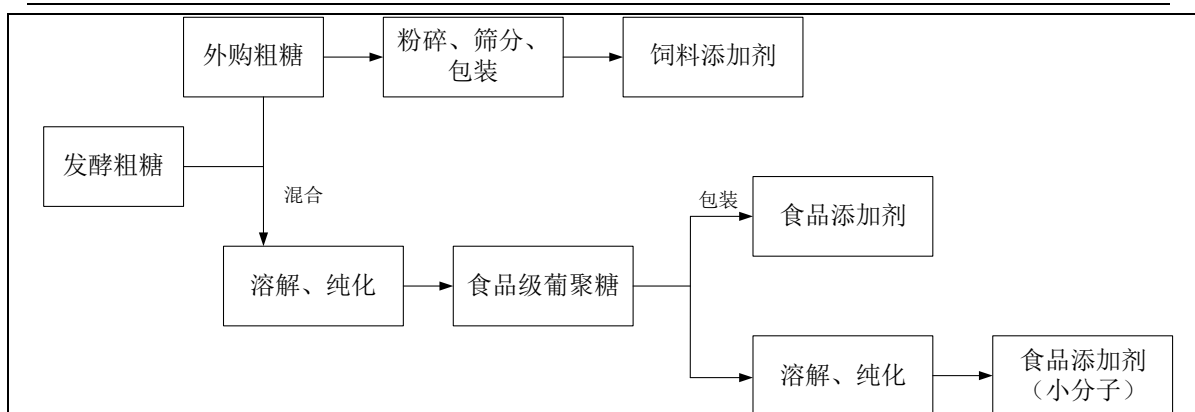 外购粗糖
粉碎、筛分、
包装
饲料添加剂
发酵粗糖
混合
包装
食品添加剂
溶解、纯化
食品级葡聚糖
溶解、纯化
食品添加剂
（小分子）